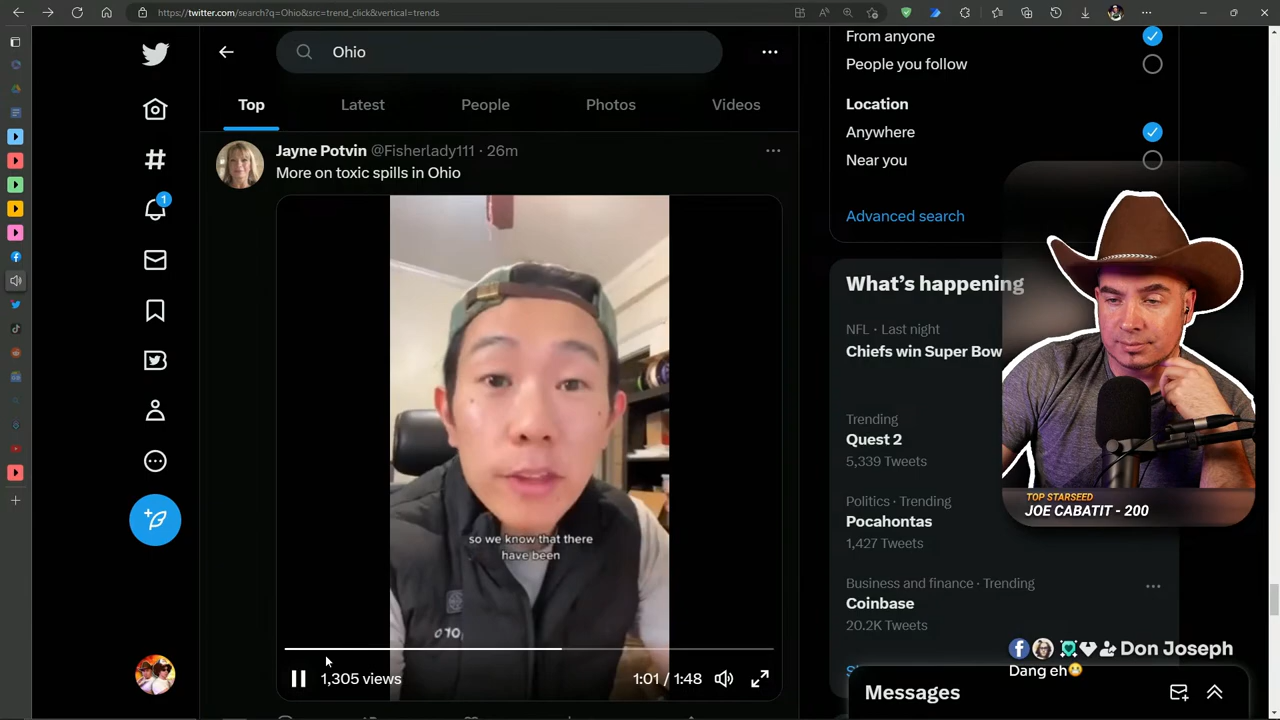 https://twitter.com/search?q=Ohio&src=trend_click&vertical=trends
Ohio
Top
Latest
People
Photos
Videos
Jayne Potvin @Fisherlady111 · 26m
More on toxic spills in Ohio
so we know that there
have been
1,305 views
1:01 / 1:48
1
From anyone
People you follow
Location
Anywhere
Near you
Advanced search
What's happening
NFL · Last night
Chiefs win Super Bow
Trending
Quest 2
5,339 Tweets
Politics · Trending
Pocahontas
1,427 Tweets
Business and finance · Trending
Coinbase
20.2K Tweets
TOP STARSEED
JOE CABATIT - 200
Don Joseph
Dang eh
Messages